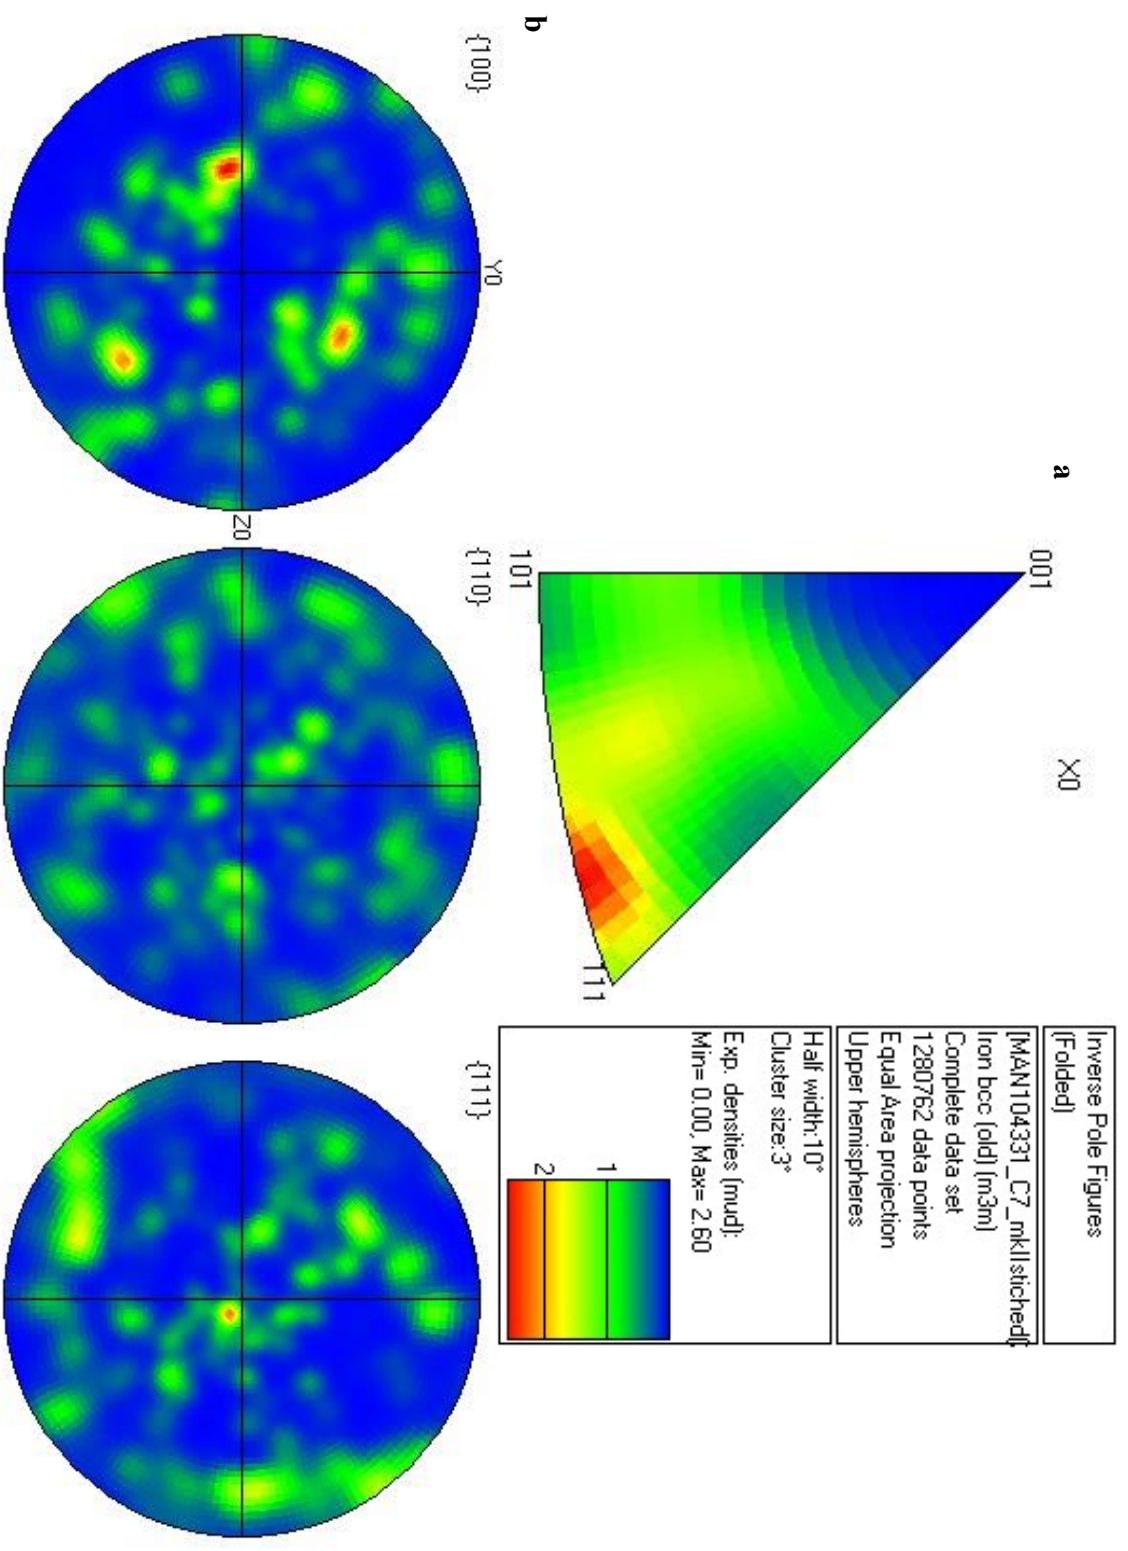 a
X0
001
101
111
Inverse Pole Figures
(Folded)
[MAN104331_C7_mkIIstiched(
Iron bcc (old) (m3m)
Complete data set
1280762 data points
Equal Area projection
Upper hemispheres
Half width:10°
Cluster size:3°
Exp. densities (mud):
Min= 0.00, Max= 2.60
1
2
b
{100}
{110}
{111}
Y0
Z0